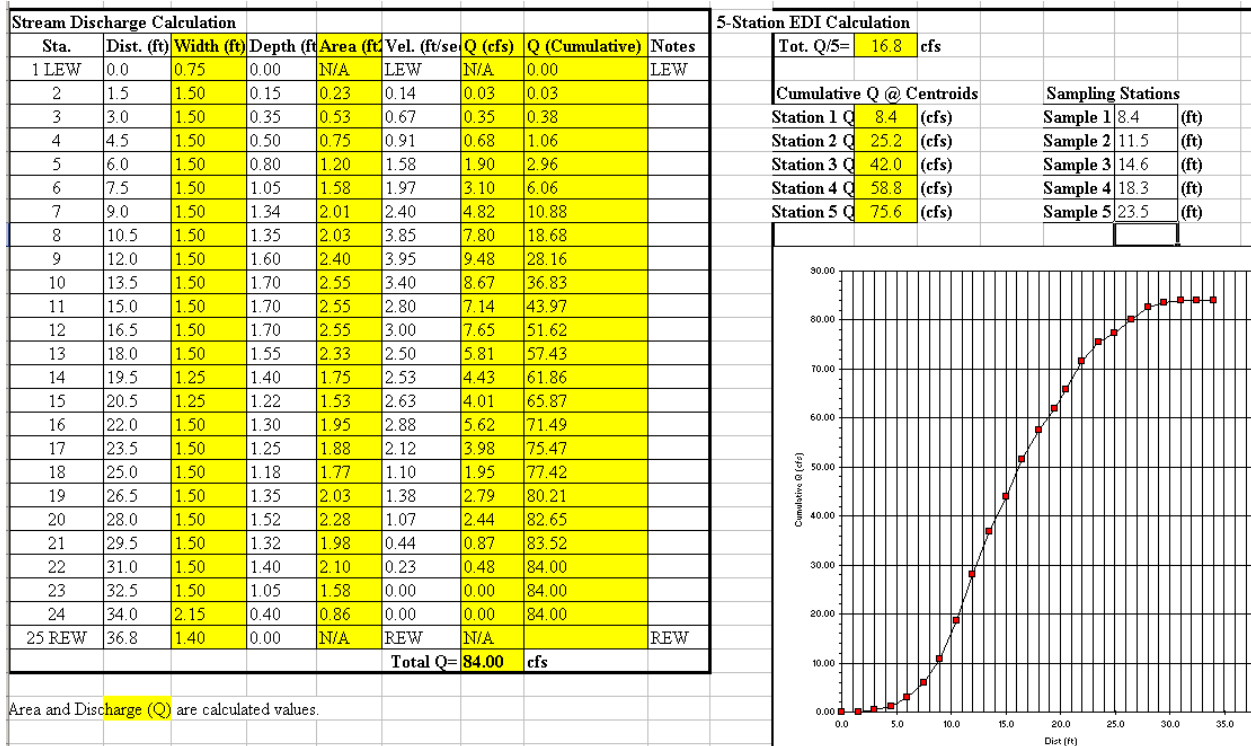 Stream Discharge Calculation
Sta. Dist. (ft) Width (ft) Depth (ft Area (ft2 Vel. (ft/sec Q (cfs) Q (Cumulative) Notes
1 LEW 0.0 0.75 0.00 N/A LEW N/A 0.00 LEW
2 1.5 1.50 0.15 0.23 0.14 0.03 0.03
3 3.0 1.50 0.35 0.53 0.67 0.35 0.38
4 4.5 1.50 0.50 0.75 0.91 0.68 1.06
5 6.0 1.50 0.80 1.20 1.58 1.90 2.96
6 7.5 1.50 1.05 1.58 1.97 3.10 6.06
7 9.0 1.50 1.34 2.01 2.40 4.82 10.88
8 10.5 1.50 1.35 2.03 3.85 7.80 18.68
9 12.0 1.50 1.60 2.40 3.95 9.48 28.16
10 13.5 1.50 1.70 2.55 3.40 8.67 36.83
11 15.0 1.50 1.70 2.55 2.80 7.14 43.97
12 16.5 1.50 1.70 2.55 3.00 7.65 51.62
13 18.0 1.50 1.55 2.33 2.50 5.81 57.43
14 19.5 1.25 1.40 1.75 2.53 4.43 61.86
15 20.5 1.25 1.22 1.53 2.63 4.01 65.87
16 22.0 1.50 1.30 1.95 2.88 5.62 71.49
17 23.5 1.50 1.25 1.88 2.12 3.98 75.47
18 25.0 1.50 1.18 1.77 1.10 1.95 77.42
19 26.5 1.50 1.35 2.03 1.38 2.79 80.21
20 28.0 1.50 1.52 2.28 1.07 2.44 82.65
21 29.5 1.50 1.32 1.98 0.44 0.87 83.52
22 31.0 1.50 1.40 2.10 0.23 0.48 84.00
23 32.5 1.50 1.05 1.58 0.00 0.00 84.00
24 34.0 2.15 0.40 0.86 0.00 0.00 84.00
25 REW 36.8 1.40 0.00 N/A REW N/A REW
Total Q= 84.00 cfs
Area and Discharge (Q) are calculated values.
5-Station EDI Calculation
Tot. Q/5= 16.8 cfs
Cumulative Q @ Centroids
Station 1 Q 8.4 (cfs)
Station 2 Q 25.2 (cfs)
Station 3 Q 42.0 (cfs)
Station 4 Q 58.8 (cfs)
Station 5 Q 75.6 (cfs)
Sampling Stations
Sample 1 8.4 (ft)
Sample 2 11.5 (ft)
Sample 3 14.6 (ft)
Sample 4 18.3 (ft)
Sample 5 23.5 (ft)
90.00
80.00
70.00
60.00
50.00
40.00
30.00
20.00
10.00
0.00
Cumulative Q (cfs)
0.0 5.0 10.0 15.0 20.0 25.0 30.0 35.0
Dist (ft)